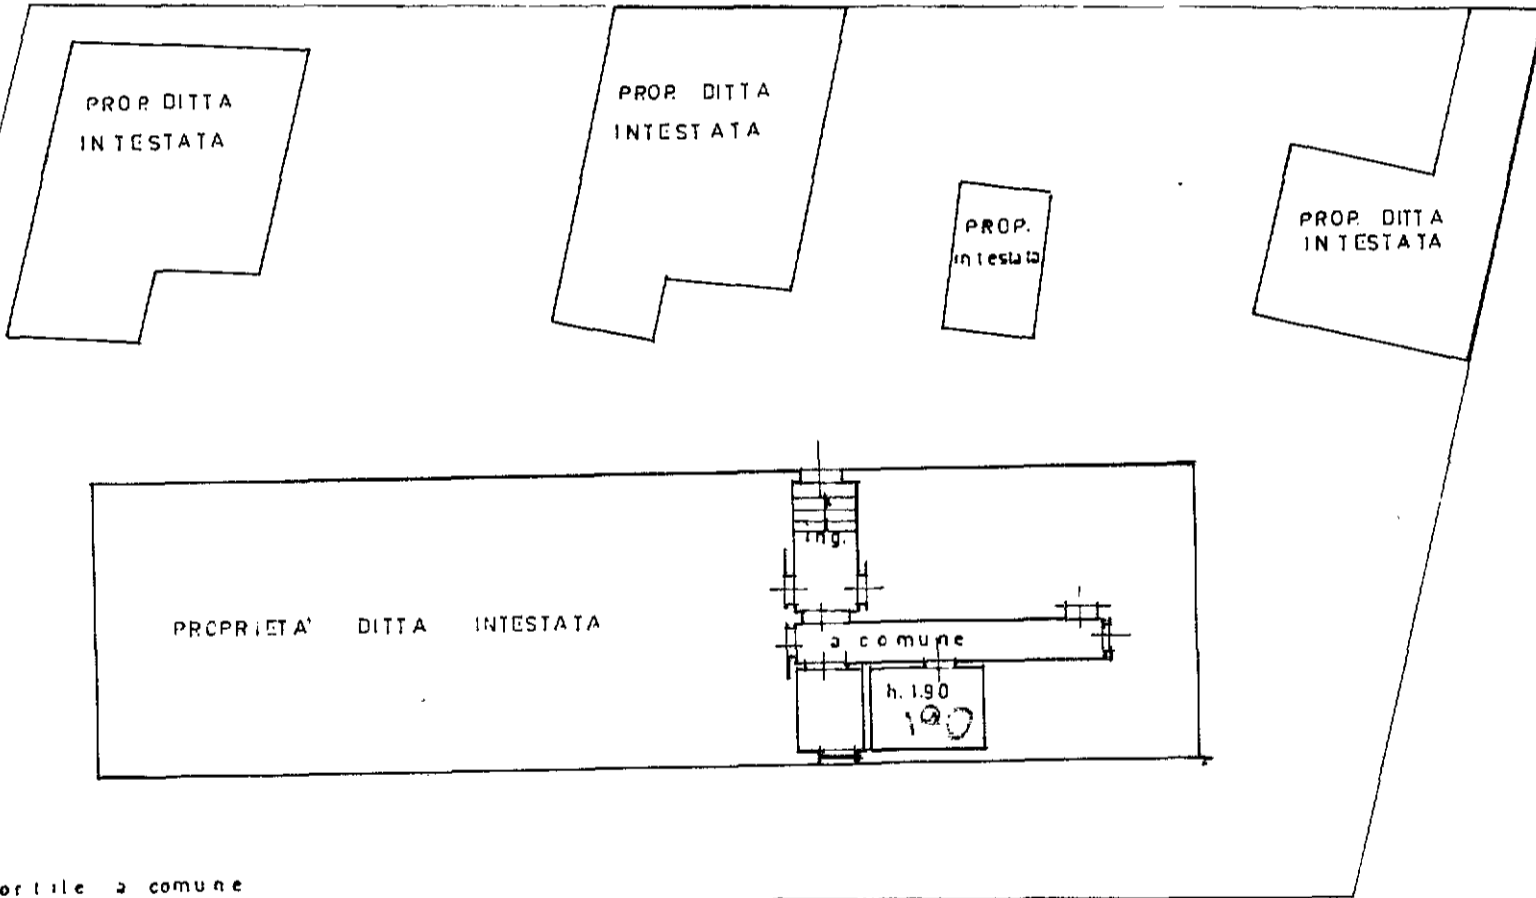 PROP. DITTA
INTESTATA
PROP. DITTA
INTESTATA
PROP.
intestata
PROP. DITTA
INTESTATA
ing.
PROPRIETA' DITTA INTESTATA
a comune
h. 1.90
190
ortile a comune